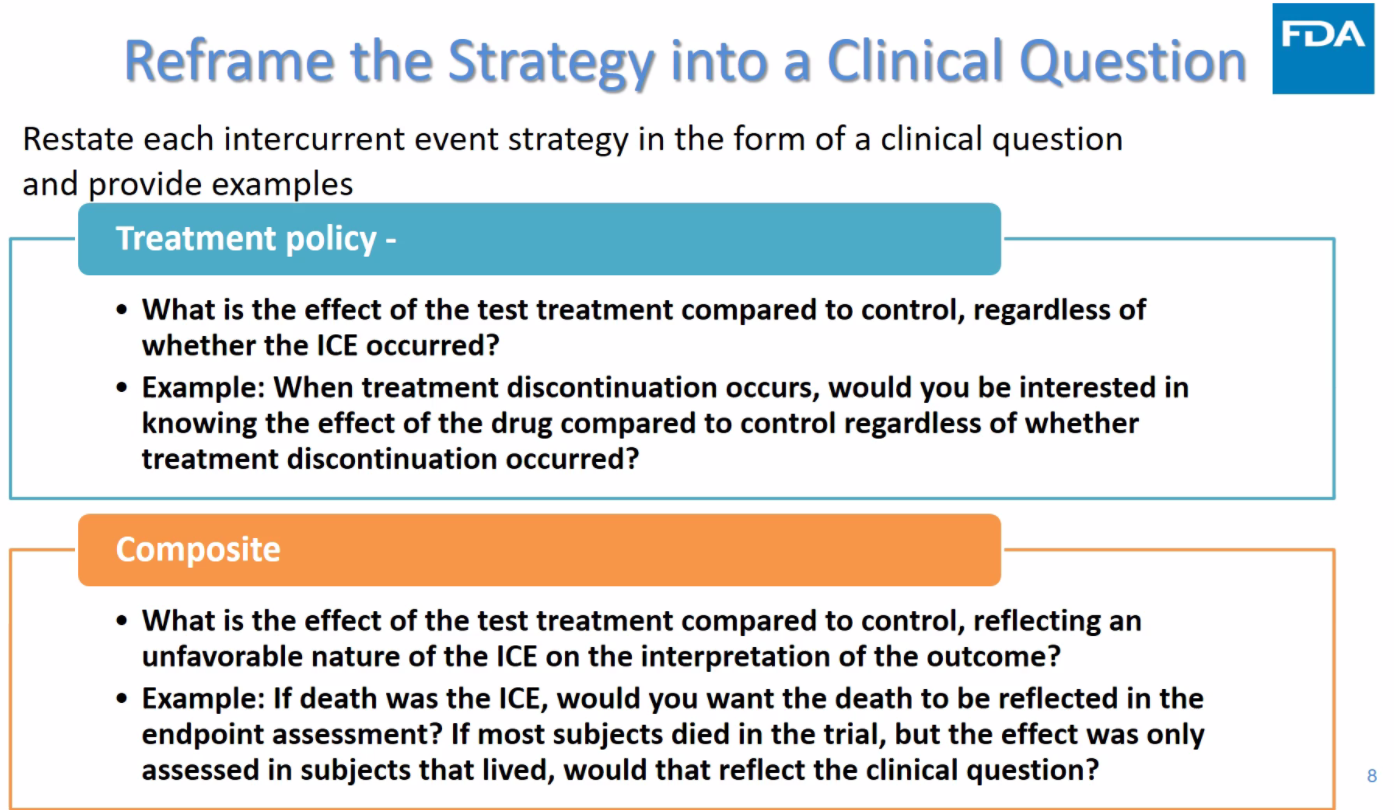 Reframe the Strategy into a Clinical Question
FDA
Restate each intercurrent event strategy in the form of a clinical question
and provide examples
Treatment policy -
• What is the effect of the test treatment compared to control, regardless of
whether the ICE occurred?
• Example: When treatment discontinuation occurs, would you be interested in
knowing the effect of the drug compared to control regardless of whether
treatment discontinuation occurred?
Composite
• What is the effect of the test treatment compared to control, reflecting an
unfavorable nature of the ICE on the interpretation of the outcome?
• Example: If death was the ICE, would you want the death to be reflected in the
endpoint assessment? If most subjects died in the trial, but the effect was only
assessed in subjects that lived, would that reflect the clinical question?
8